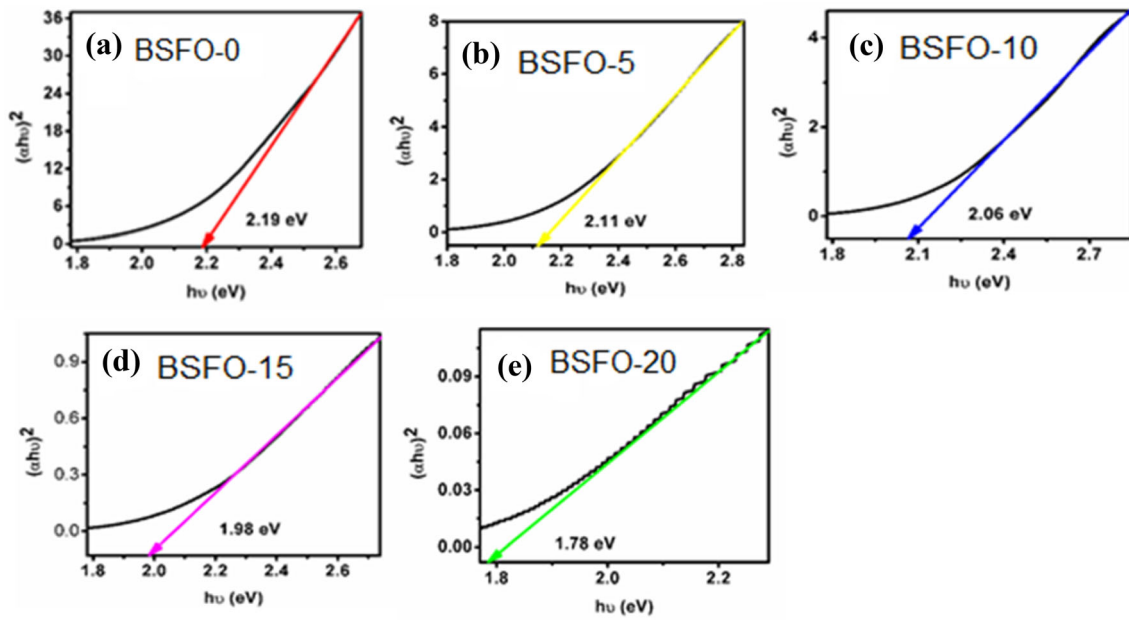 (a) BSFO-0
36
30
24
18
12
6
0
(αhυ)2
2.19 eV
1.8 2.0 2.2 2.4 2.6
hυ (eV)
(b) BSFO-5
8
6
4
2
0
(αhυ)2
2.11 eV
1.8 2.0 2.2 2.4 2.6 2.8
hυ (eV)
(c) BSFO-10
4
2
0
(αhυ)2
2.06 eV
1.8 2.1 2.4 2.7
hυ (eV)
(d) BSFO-15
0.9
0.6
0.3
0.0
(αhυ)2
1.98 eV
1.8 2.0 2.2 2.4 2.6
hυ (eV)
(e) BSFO-20
0.09
0.06
0.03
0.00
(αhυ)2
1.78 eV
1.8 2.0 2.2
hυ (eV)